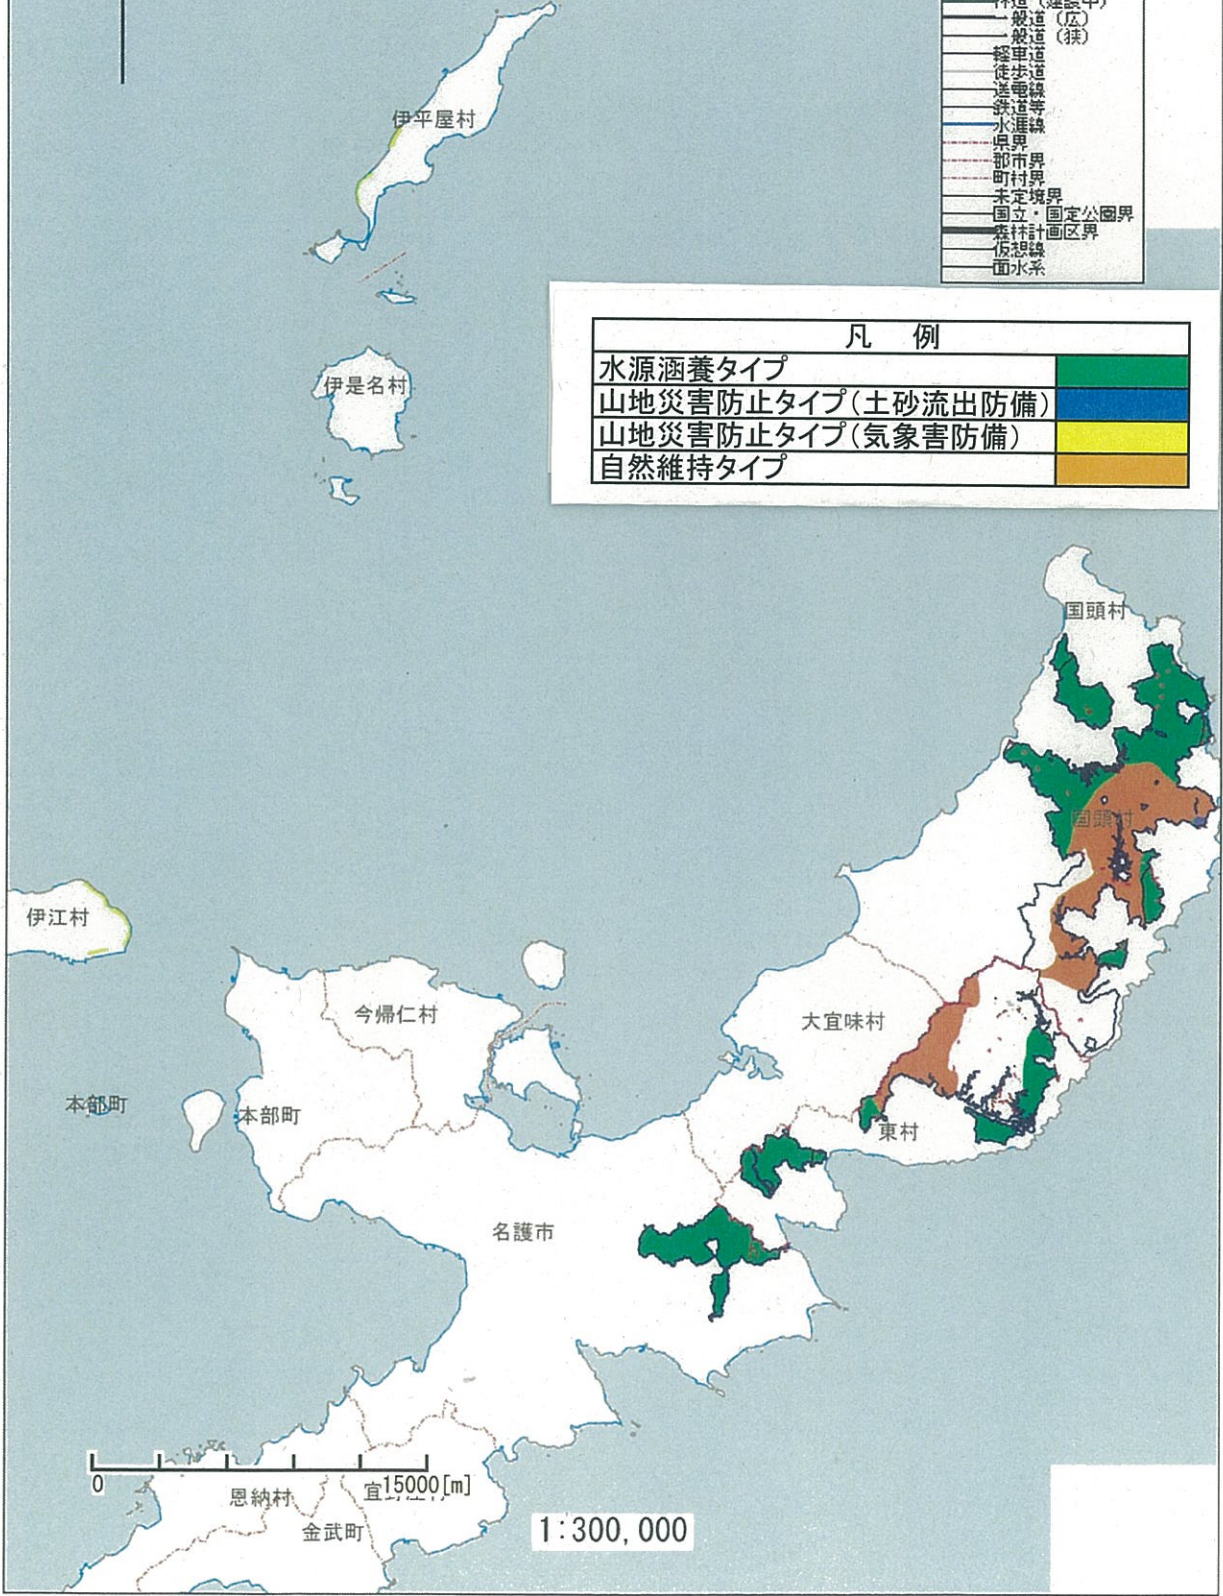 林道（建設中）
一般道（広）
一般道（狭）
軽車道
徒歩道
送電線
鉄道等
水涯線
県界
郡市界
町村界
未定境界
国立・国定公園界
森林計画区界
仮想線
面水系
伊平屋村
凡 例
水源涵養タイプ
山地災害防止タイプ（土砂流出防備）
山地災害防止タイプ（気象害防備）
自然維持タイプ
伊是名村
国頭村
国頭村
伊江村
今帰仁村
大宜味村
本部町
本部町
東村
名護市
0
15000[m]
恩納村
金武町
1:300,000